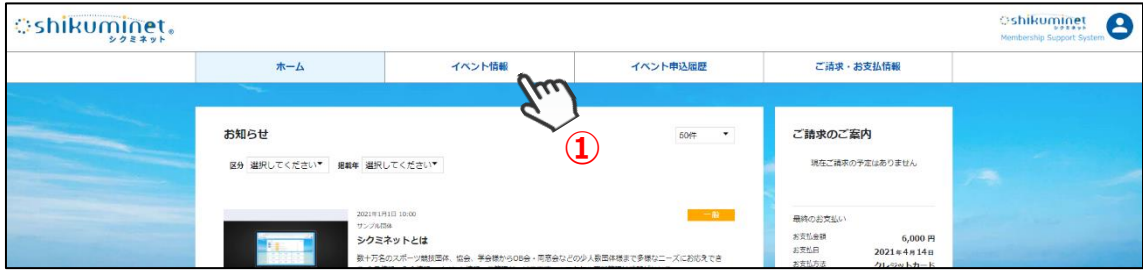 shikuminet®
シクミネット
shikuminet
シクミネット
Membership Support System
ホーム
イベント情報
イベント申込履歴
ご請求・お支払情報
①
お知らせ
50件
区分 選択してください 掲載年 選択してください
2021年1月1日 10:00
一般
サンプル団体
シクミネットとは
数十万名のスポーツ競技団体、協会、学会様からOB会・同窓会などの少人数団体様まで多様なニーズにお応えでき
ご請求のご案内
現在ご請求の予定はありません
最終のお支払い
お支払金額 6,000 円
お支払日 2021年4月14日
お支払方法 クレジットカード